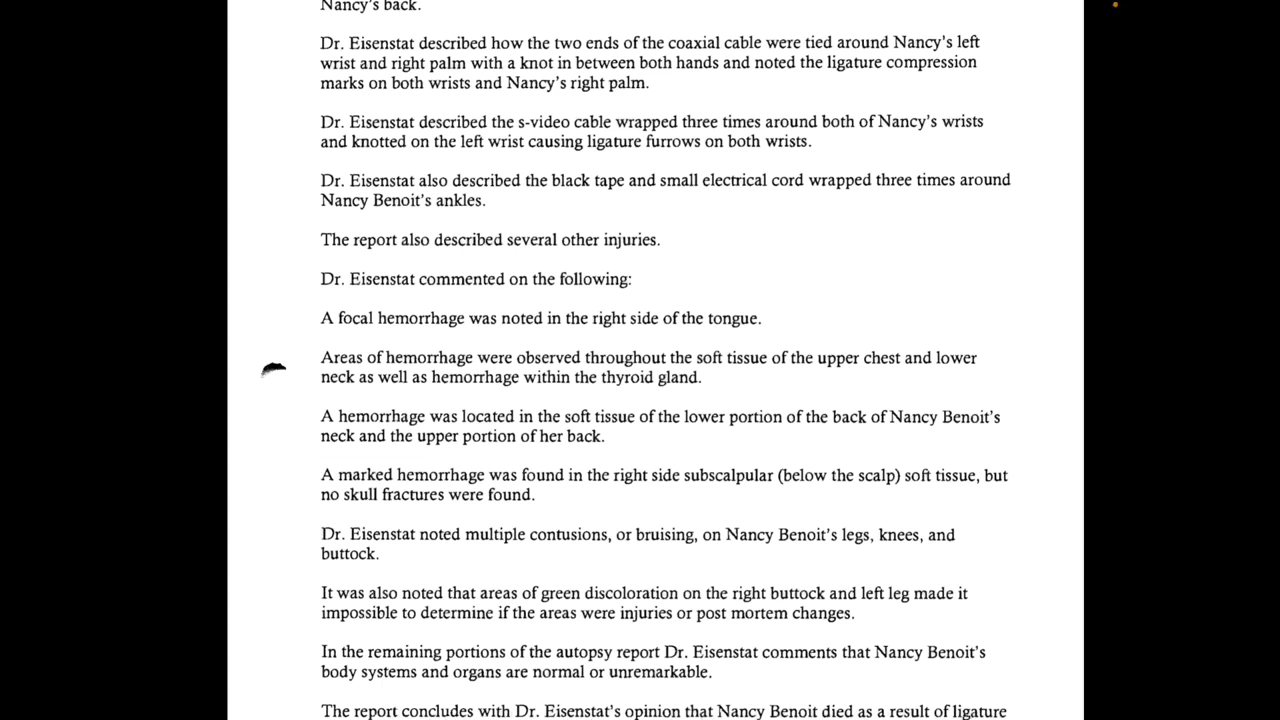 Nancy's back.
Dr. Eisenstat described how the two ends of the coaxial cable were tied around Nancy's left
wrist and right palm with a knot in between both hands and noted the ligature compression
marks on both wrists and Nancy's right palm.
Dr. Eisenstat described the s-video cable wrapped three times around both of Nancy's wrists
and knotted on the left wrist causing ligature furrows on both wrists.
Dr. Eisenstat also described the black tape and small electrical cord wrapped three times around
Nancy Benoit's ankles.
The report also described several other injuries.
Dr. Eisenstat commented on the following:
A focal hemorrhage was noted in the right side of the tongue.
Areas of hemorrhage were observed throughout the soft tissue of the upper chest and lower
neck as well as hemorrhage within the thyroid gland.
A hemorrhage was located in the soft tissue of the lower portion of the back of Nancy Benoit's
neck and the upper portion of her back.
A marked hemorrhage was found in the right side subscalpular (below the scalp) soft tissue, but
no skull fractures were found.
Dr. Eisenstat noted multiple contusions, or bruising, on Nancy Benoit's legs, knees, and
buttock.
It was also noted that areas of green discoloration on the right buttock and left leg made it
impossible to determine if the areas were injuries or post mortem changes.
In the remaining portions of the autopsy report Dr. Eisenstat comments that Nancy Benoit's
body systems and organs are normal or unremarkable.
The report concludes with Dr. Eisenstat's opinion that Nancy Benoit died as a result of ligature